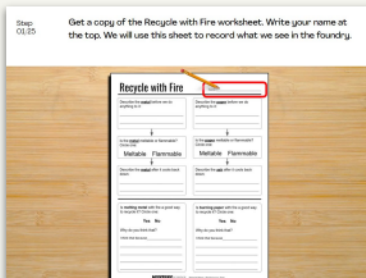 Step
01/25
Get a copy of the Recycle with Fire worksheet. Write your name at
the top. We will use this sheet to record what we see in the foundry.
Recycle with Fire
Describe the metal before we do
anything to it
Describe the paper before we do
anything to it
Is the metal meltable or flammable?
Circle one:
Is the paper meltable or flammable?
Circle one:
Meltable Flammable
Meltable Flammable
Describe the metal after it cools back
down
Describe the ash after it cools back
down
Is melting metal with fire a good way
to recycle it? Circle one:
Is burning paper with fire a good way
to recycle it? Circle one:
Yes No
Yes No
Why do you think that?
Why do you think that?
I think that because
I think that because